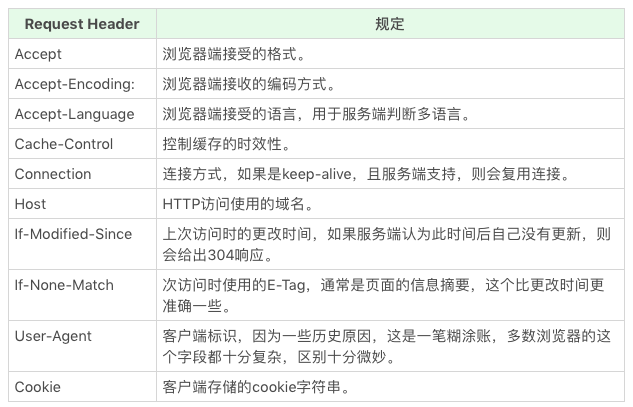 Request Header 规定
Accept 浏览器端接受的格式。
Accept-Encoding: 浏览器端接收的编码方式。
Accept-Language 浏览器端接受的语言，用于服务端判断多语言。
Cache-Control 控制缓存的时效性。
Connection 连接方式，如果是keep-alive，且服务端支持，则会复用连接。
Host HTTP访问使用的域名。
If-Modified-Since 上次访问时的更改时间，如果服务端认为此时间后自己没有更新，则
会给出304响应。
If-None-Match 次访问时使用的E-Tag，通常是页面的信息摘要，这个比更改时间更
准确一些。
User-Agent 客户端标识，因为一些历史原因，这是一笔糊涂账，多数浏览器的这
个字段都十分复杂，区别十分微妙。
Cookie 客户端存储的cookie字符串。